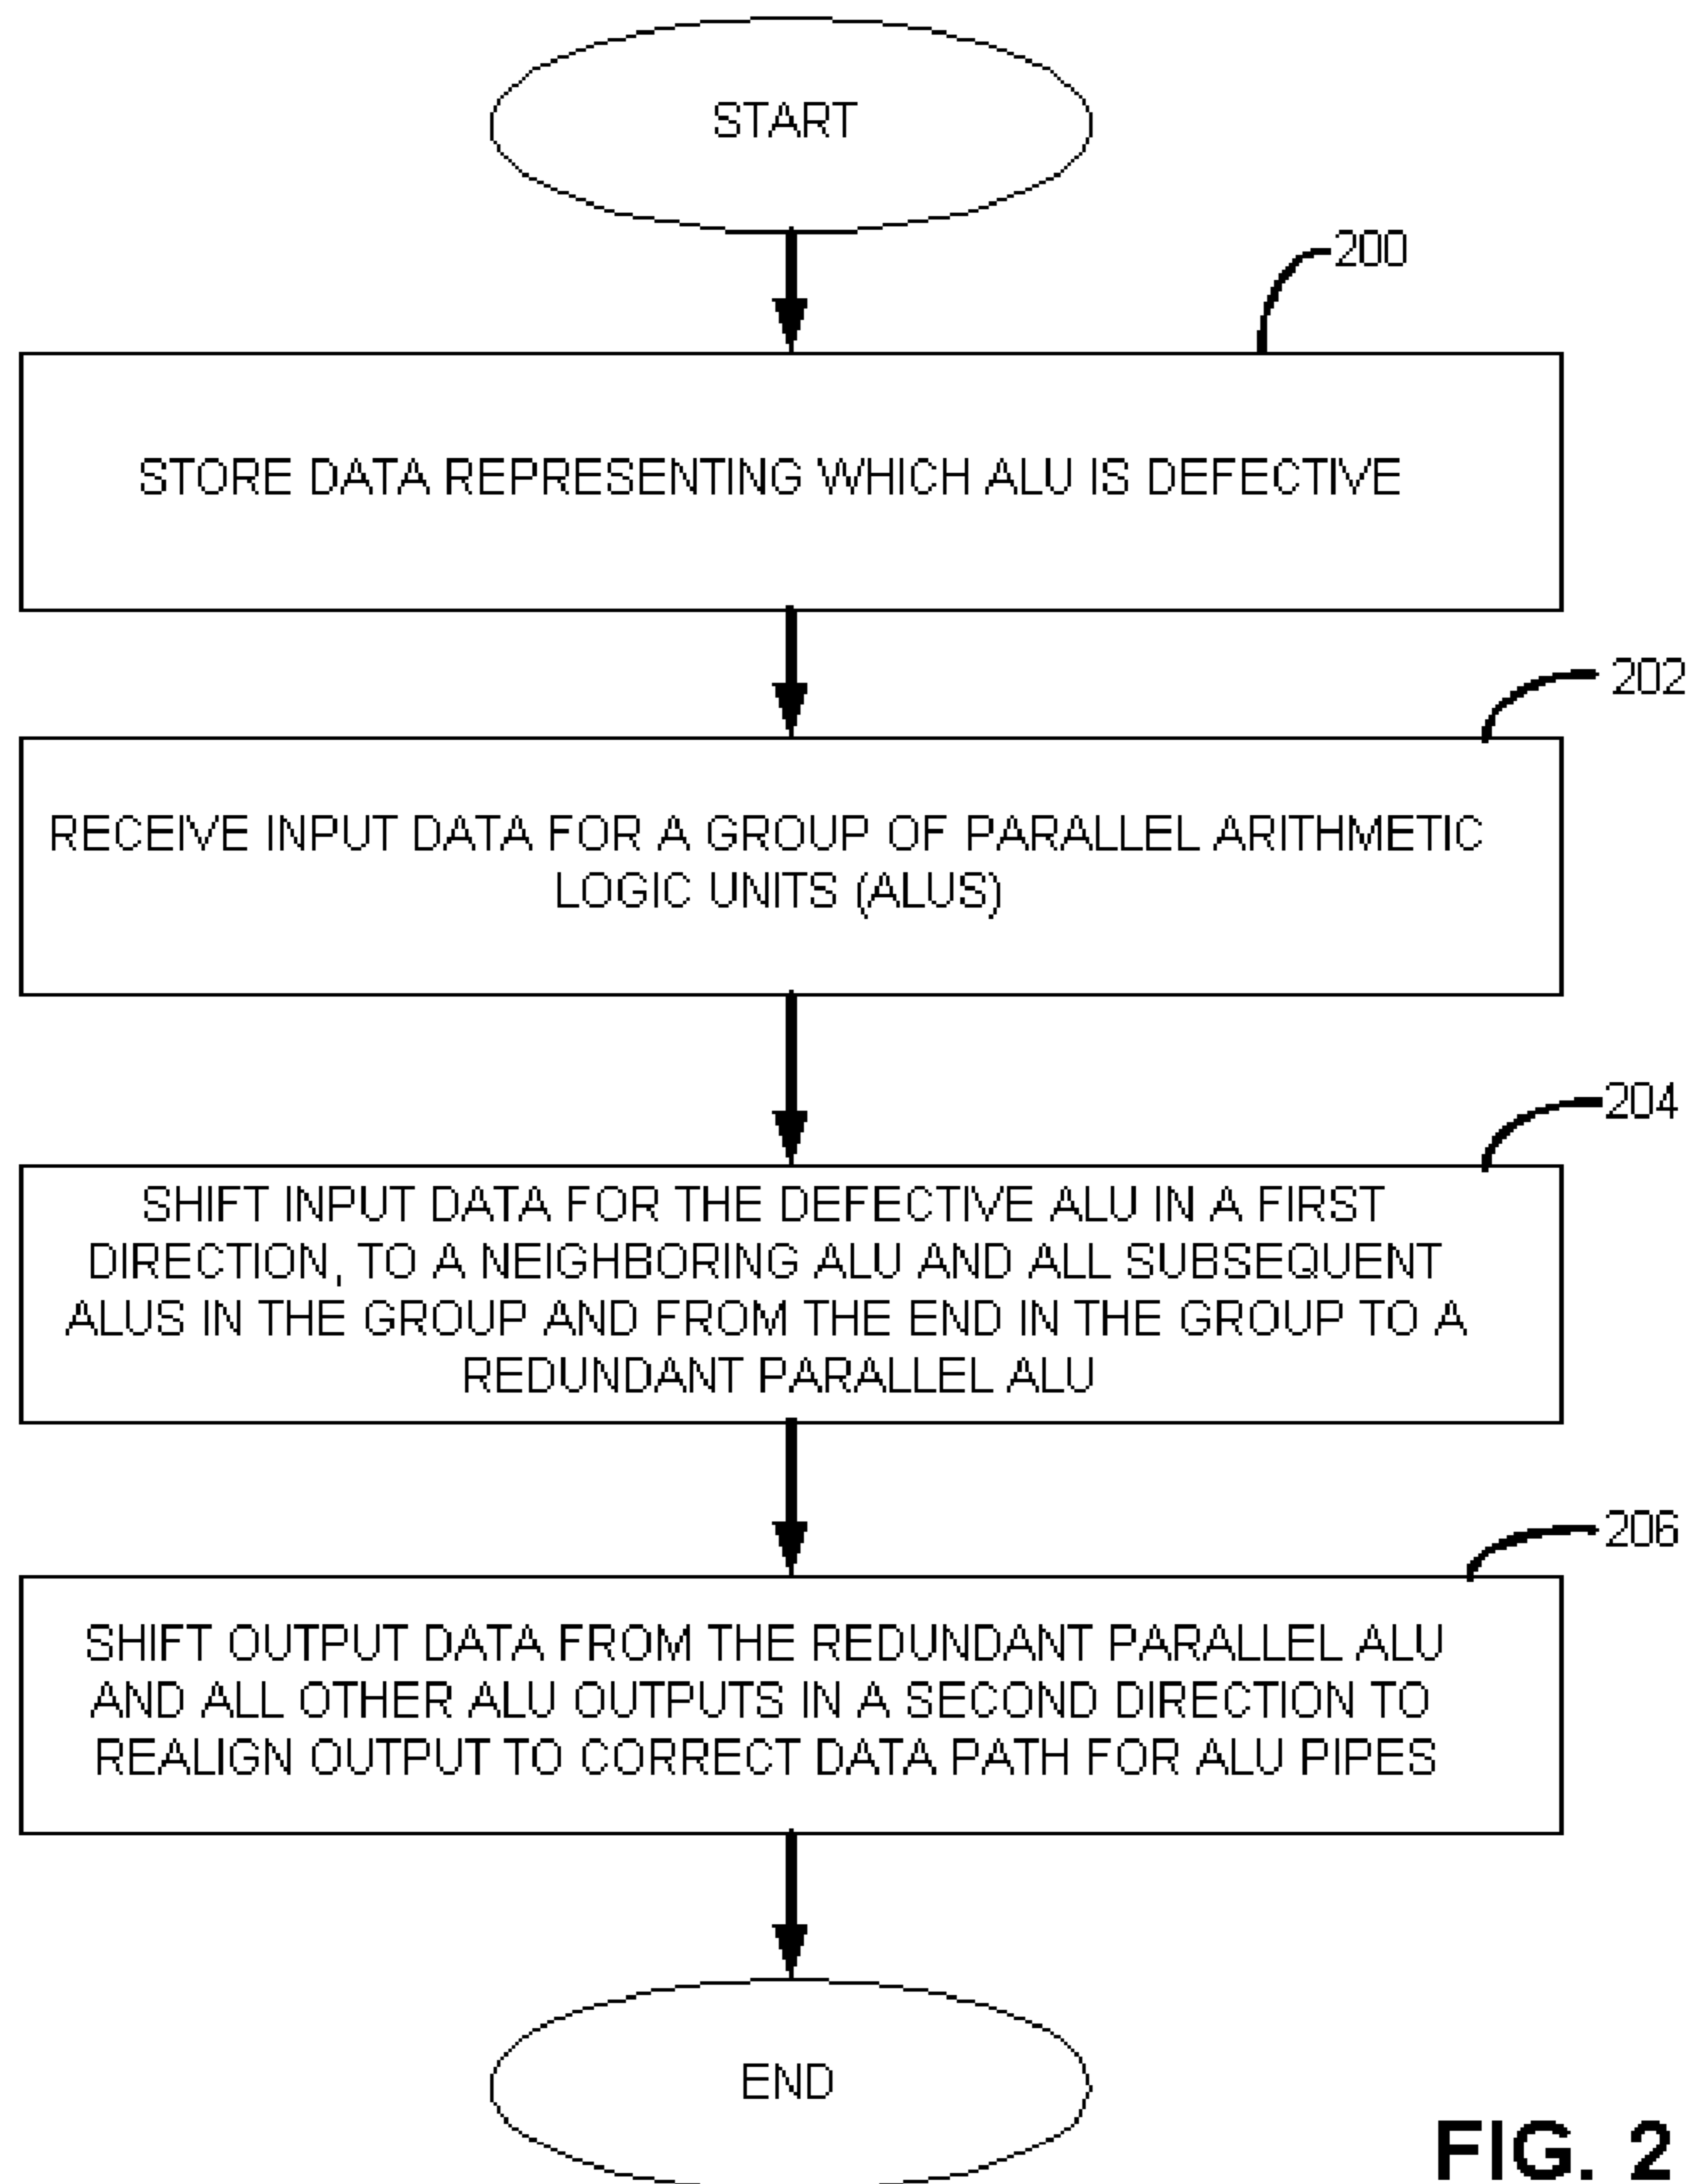 START
200
STORE DATA REPRESENTING WHICH ALU IS DEFECTIVE
202
RECEIVE INPUT DATA FOR A GROUP OF PARALLEL ARITHMETIC
LOGIC UNITS (ALUS)
204
SHIFT INPUT DATA FOR THE DEFECTIVE ALU IN A FIRST
DIRECTION, TO A NEIGHBORING ALU AND ALL SUBSEQUENT
ALUS IN THE GROUP AND FROM THE END IN THE GROUP TO A
REDUNDANT PARALLEL ALU
206
SHIFT OUTPUT DATA FROM THE REDUNDANT PARALLEL ALU
AND ALL OTHER ALU OUTPUTS IN A SECOND DIRECTION TO
REALIGN OUTPUT TO CORRECT DATA PATH FOR ALU PIPES
END
FIG. 2